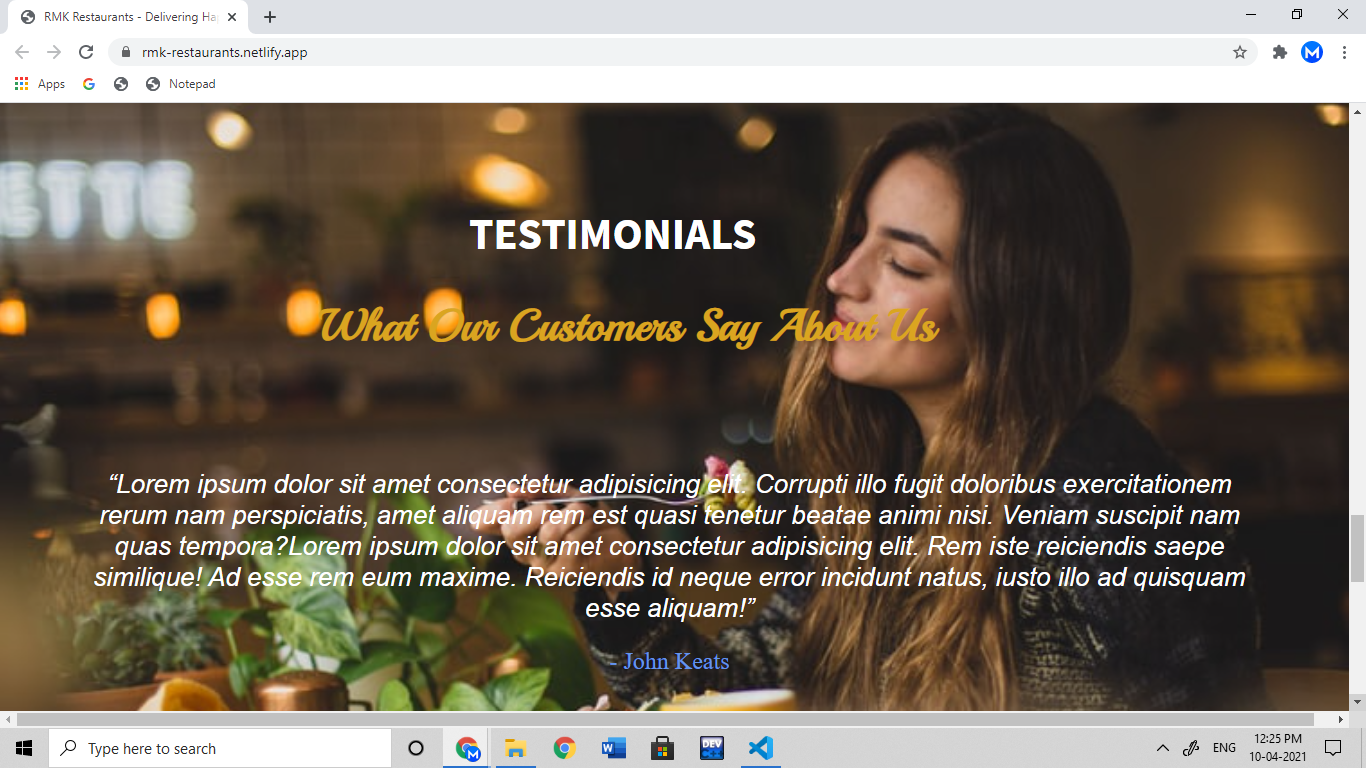 RMK Restaurants - Delivering Ha
rmk-restaurants.netlify.app
Apps
Notepad
ETTE
TESTIMONIALS
What Our Customers Say About Us
“Lorem ipsum dolor sit amet consectetur adipisicing elit. Corrupti illo fugit doloribus exercitationem
rerum nam perspiciatis, amet aliquam rem est quasi tenetur beatae animi nisi. Veniam suscipit nam
quas tempora?Lorem ipsum dolor sit amet consectetur adipisicing elit. Rem iste reiciendis saepe
similique! Ad esse rem eum maxime. Reiciendis id neque error incidunt natus, iusto illo ad quisquam
esse aliquam!”
- John Keats
Type here to search
DEV
ENG
12:25 PM
10-04-2021